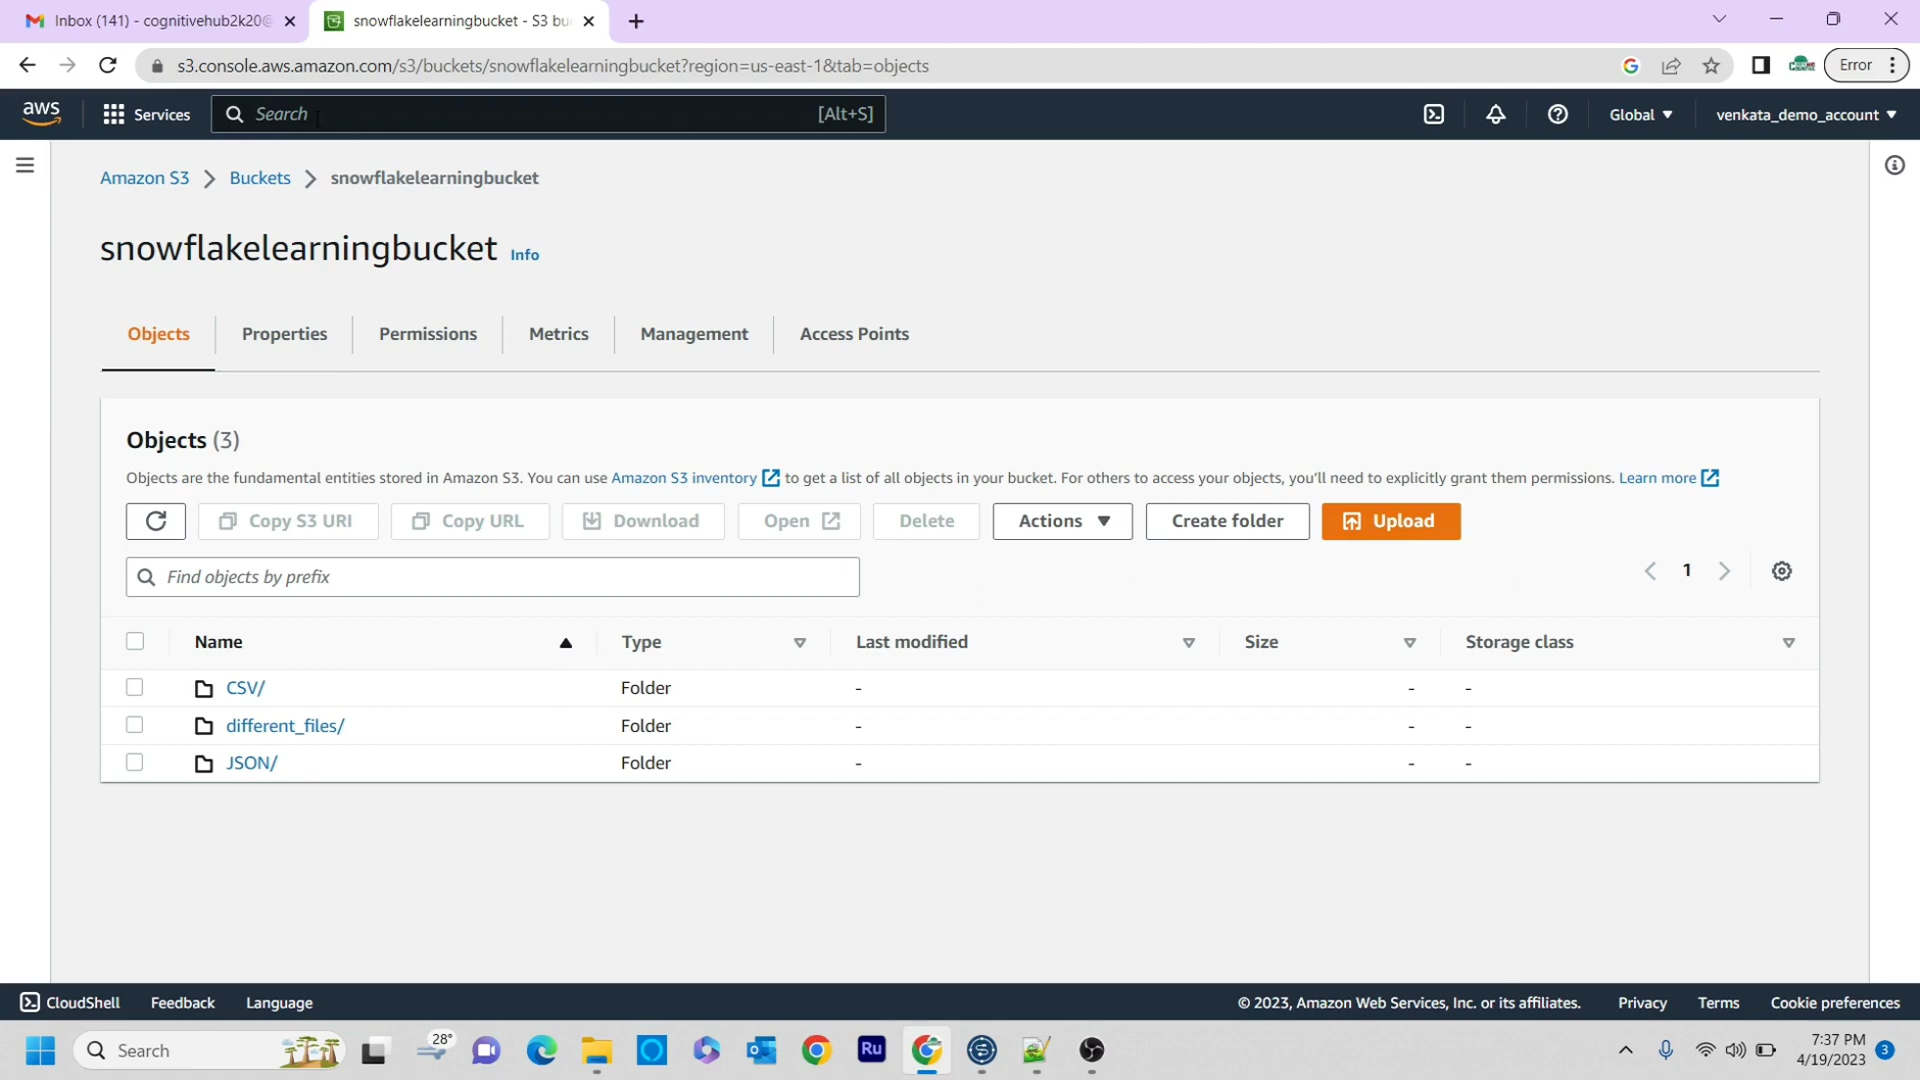 Inbox (141) - cognitivehub2k20@
snowflakelearningbucket - S3 bu
s3.console.aws.amazon.com/s3/buckets/snowflakelearningbucket?region=us-east-1&tab=objects
Error
aws Services Search [Alt+S] Global venkata_demo_account
Amazon S3 Buckets snowflakelearningbucket
snowflakelearningbucket Info
Objects Properties Permissions Metrics Management Access Points
Objects (3)
Objects are the fundamental entities stored in Amazon S3. You can use Amazon S3 inventory to get a list of all objects in your bucket. For others to access your objects, you'll need to explicitly grant them permissions. Learn more
Copy S3 URI Copy URL Download Open Delete Actions Create folder Upload
Find objects by prefix 1
Name Type Last modified Size Storage class
CSV/ Folder - - -
different_files/ Folder - - -
JSON/ Folder - - -
CloudShell Feedback Language © 2023, Amazon Web Services, Inc. or its affiliates. Privacy Terms Cookie preferences
Search 28° Ru 7:37 PM
4/19/2023 3